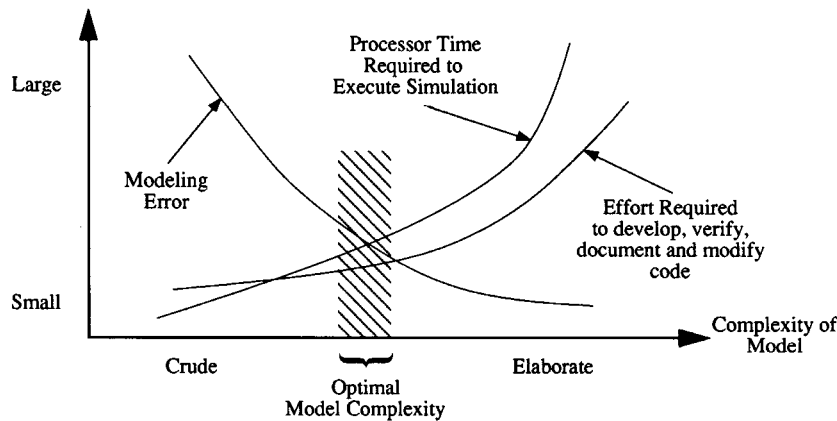 Large
Processor Time
Required to
Execute Simulation
Modeling
Error
Effort Required
to develop, verify,
document and modify
code
Small
Complexity of
Model
Crude
Elaborate
Optimal
Model Complexity